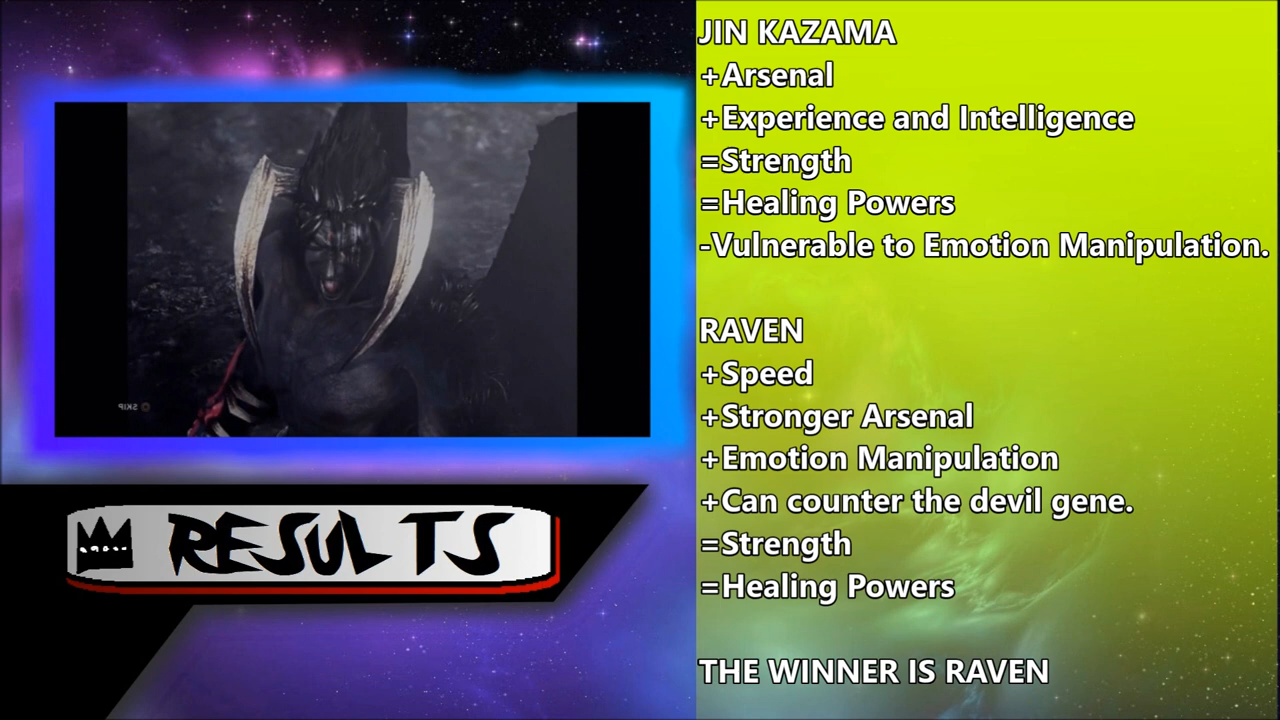 JIN KAZAMA
+Arsenal
+Experience and Intelligence
=Strength
=Healing Powers
-Vulnerable to Emotion Manipulation.
RAVEN
+Speed
+Stronger Arsenal
+Emotion Manipulation
+Can counter the devil gene.
=Strength
=Healing Powers
THE WINNER IS RAVEN
SKIP
RESULTS